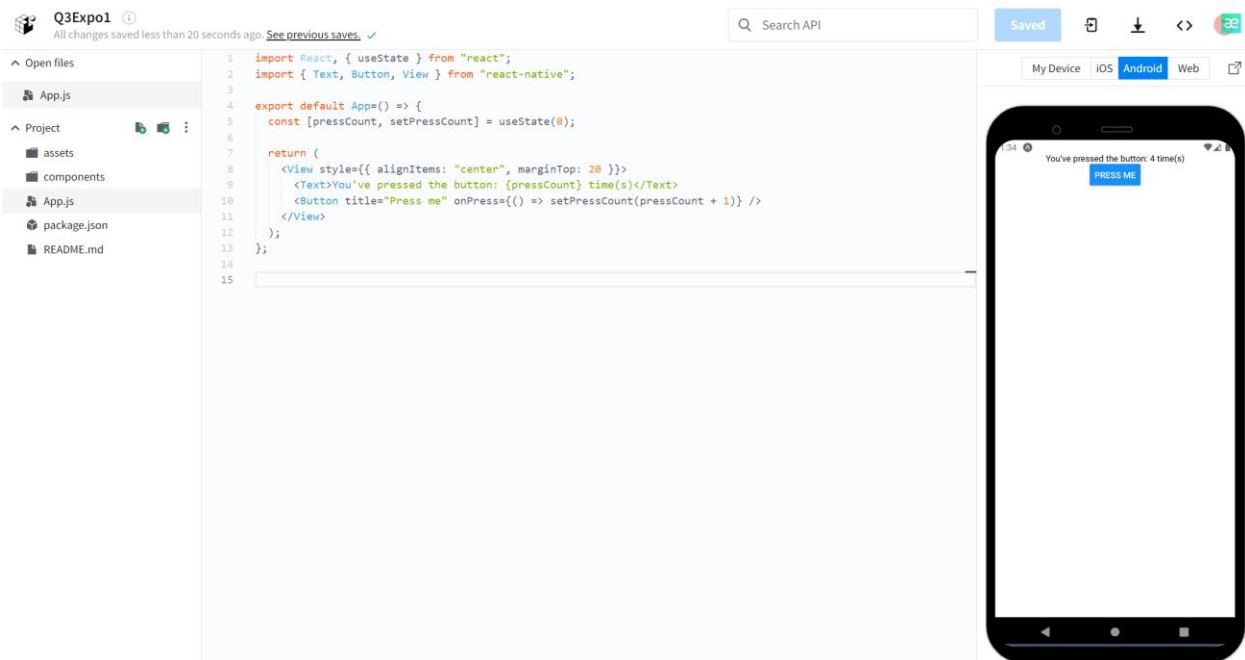 Q3Expo1
All changes saved less than 20 seconds ago. See previous saves.
Search API
Saved
Open files
App.js
Project
assets
components
App.js
package.json
README.md
1 import React, { useState } from "react";
2 import { Text, Button, View } from "react-native";
3
4 export default App=() => {
5 const [pressCount, setPressCount] = useState(0);
6
7 return (
8 <View style={{ alignItems: "center", marginTop: 20 }}>
9 <Text>You've pressed the button: {pressCount} time(s)</Text>
10 <Button title="Press me" onPress={() => setPressCount(pressCount + 1)} />
11 </View>
12 );
13 };
14
15
My Device iOS Android Web
1:34
You've pressed the button: 4 time(s)
PRESS ME